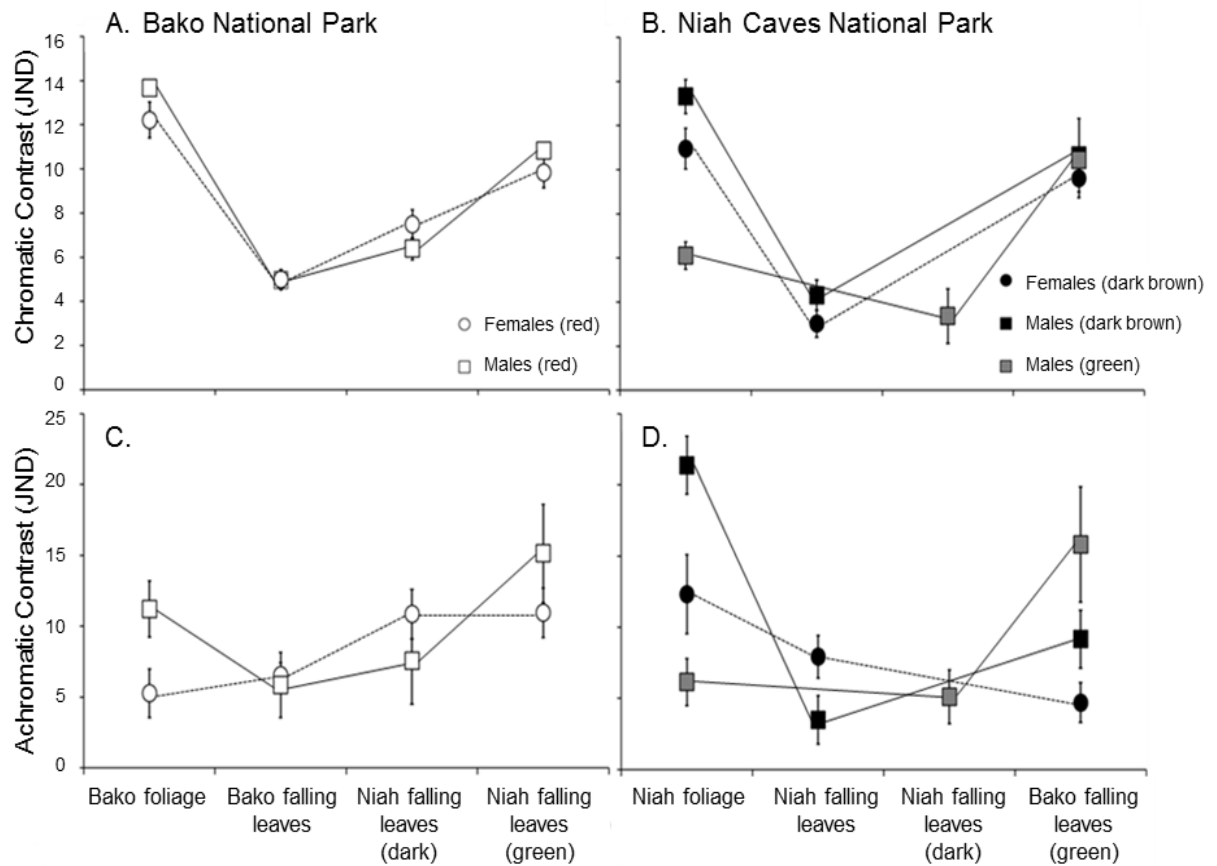 A. Bako National Park
B. Niah Caves National Park
Chromatic Contrast (JND)
16
14
12
10
8
6
4
2
0
Females (red)
Males (red)
Females (dark brown)
Males (dark brown)
Males (green)
C.
D.
Achromatic Contrast (JND)
25
20
15
10
5
0
Bako foliage
Bako falling
leaves
Niah falling
leaves
(dark)
Niah falling
leaves
(green)
Niah foliage
Niah falling
leaves
Niah falling
leaves
(dark)
Bako falling
leaves
(green)